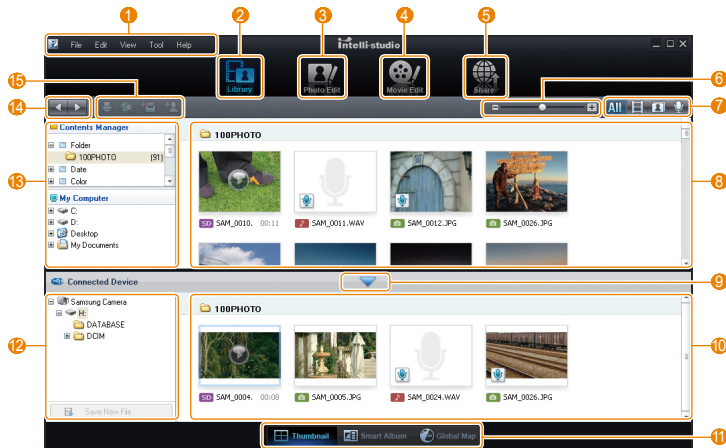 1
2
3
4
5
File Edit View Tool Help
intelli-studio
15
Library
Photo Edit
Movie Edit
Share
6
14
All
7
Contents Manager
Folder
100PHOTO (91)
Date
Color
My Computer
C:
D:
Desktop
My Documents
13
100PHOTO
SD SAM_0010. 00:11
SAM_0011.WAV
SAM_0012.JPG
SAM_0026.JPG
8
Connected Device
9
Samsung Camera
H:
DATABASE
DCIM
12
Save New File
100PHOTO
SD SAM_0004. 00:08
SAM_0005.JPG
SAM_0024.WAV
SAM_0026.JPG
10
Thumbnail
Smart Album
Global Map
11